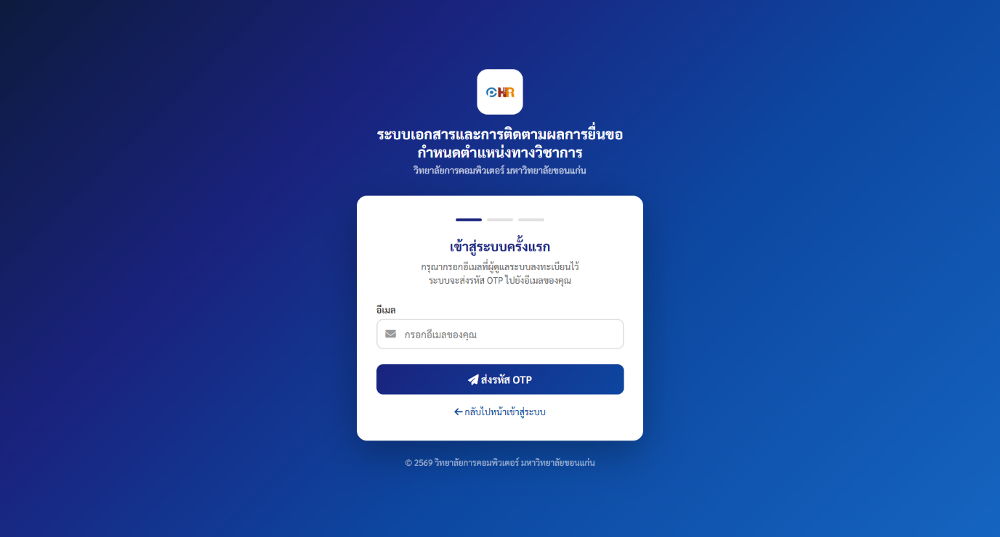 CHR
ระบบเอกสารและการติดตามผลการยื่นขอ
กำหนดตำแหน่งทางวิชาการ
วิทยาลัยการคอมพิวเตอร์ มหาวิทยาลัยขอนแก่น
เข้าสู่ระบบครั้งแรก
กรุณากรอกอีเมลที่ผู้ดูแลระบบลงทะเบียนไว้
ระบบจะส่งรหัส OTP ไปยังอีเมลของคุณ
อีเมล
กรอกอีเมลของคุณ
ส่งรหัส OTP
กลับไปหน้าเข้าสู่ระบบ
© 2569 วิทยาลัยการคอมพิวเตอร์ มหาวิทยาลัยขอนแก่น